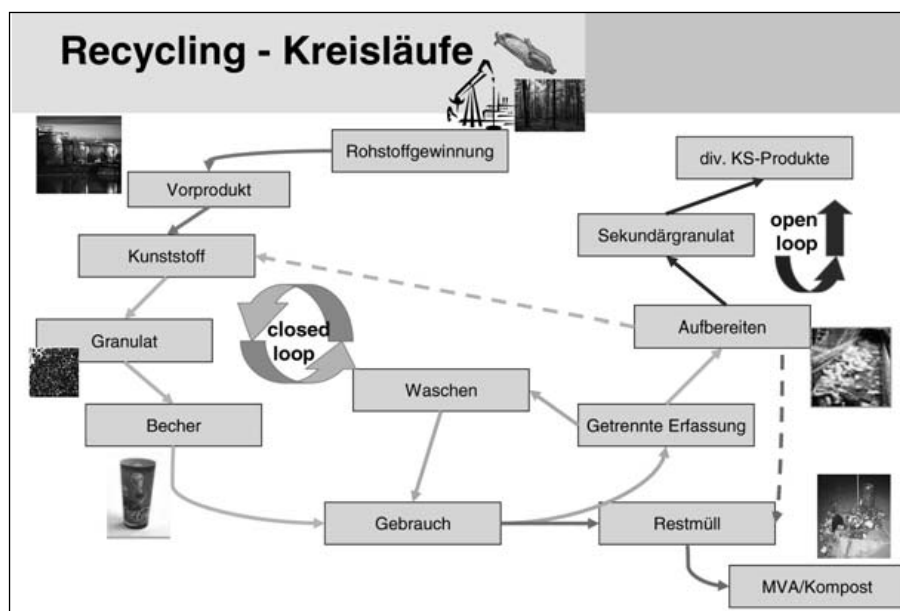 Recycling - Kreisläufe
Rohstoffgewinnung
div. KS-Produkte
Vorprodukt
Sekundärgranulat
open
loop
Kunststoff
Aufbereiten
Granulat
closed
loop
Waschen
Becher
Getrennte Erfassung
Gebrauch
Restmüll
MVA/Kompost